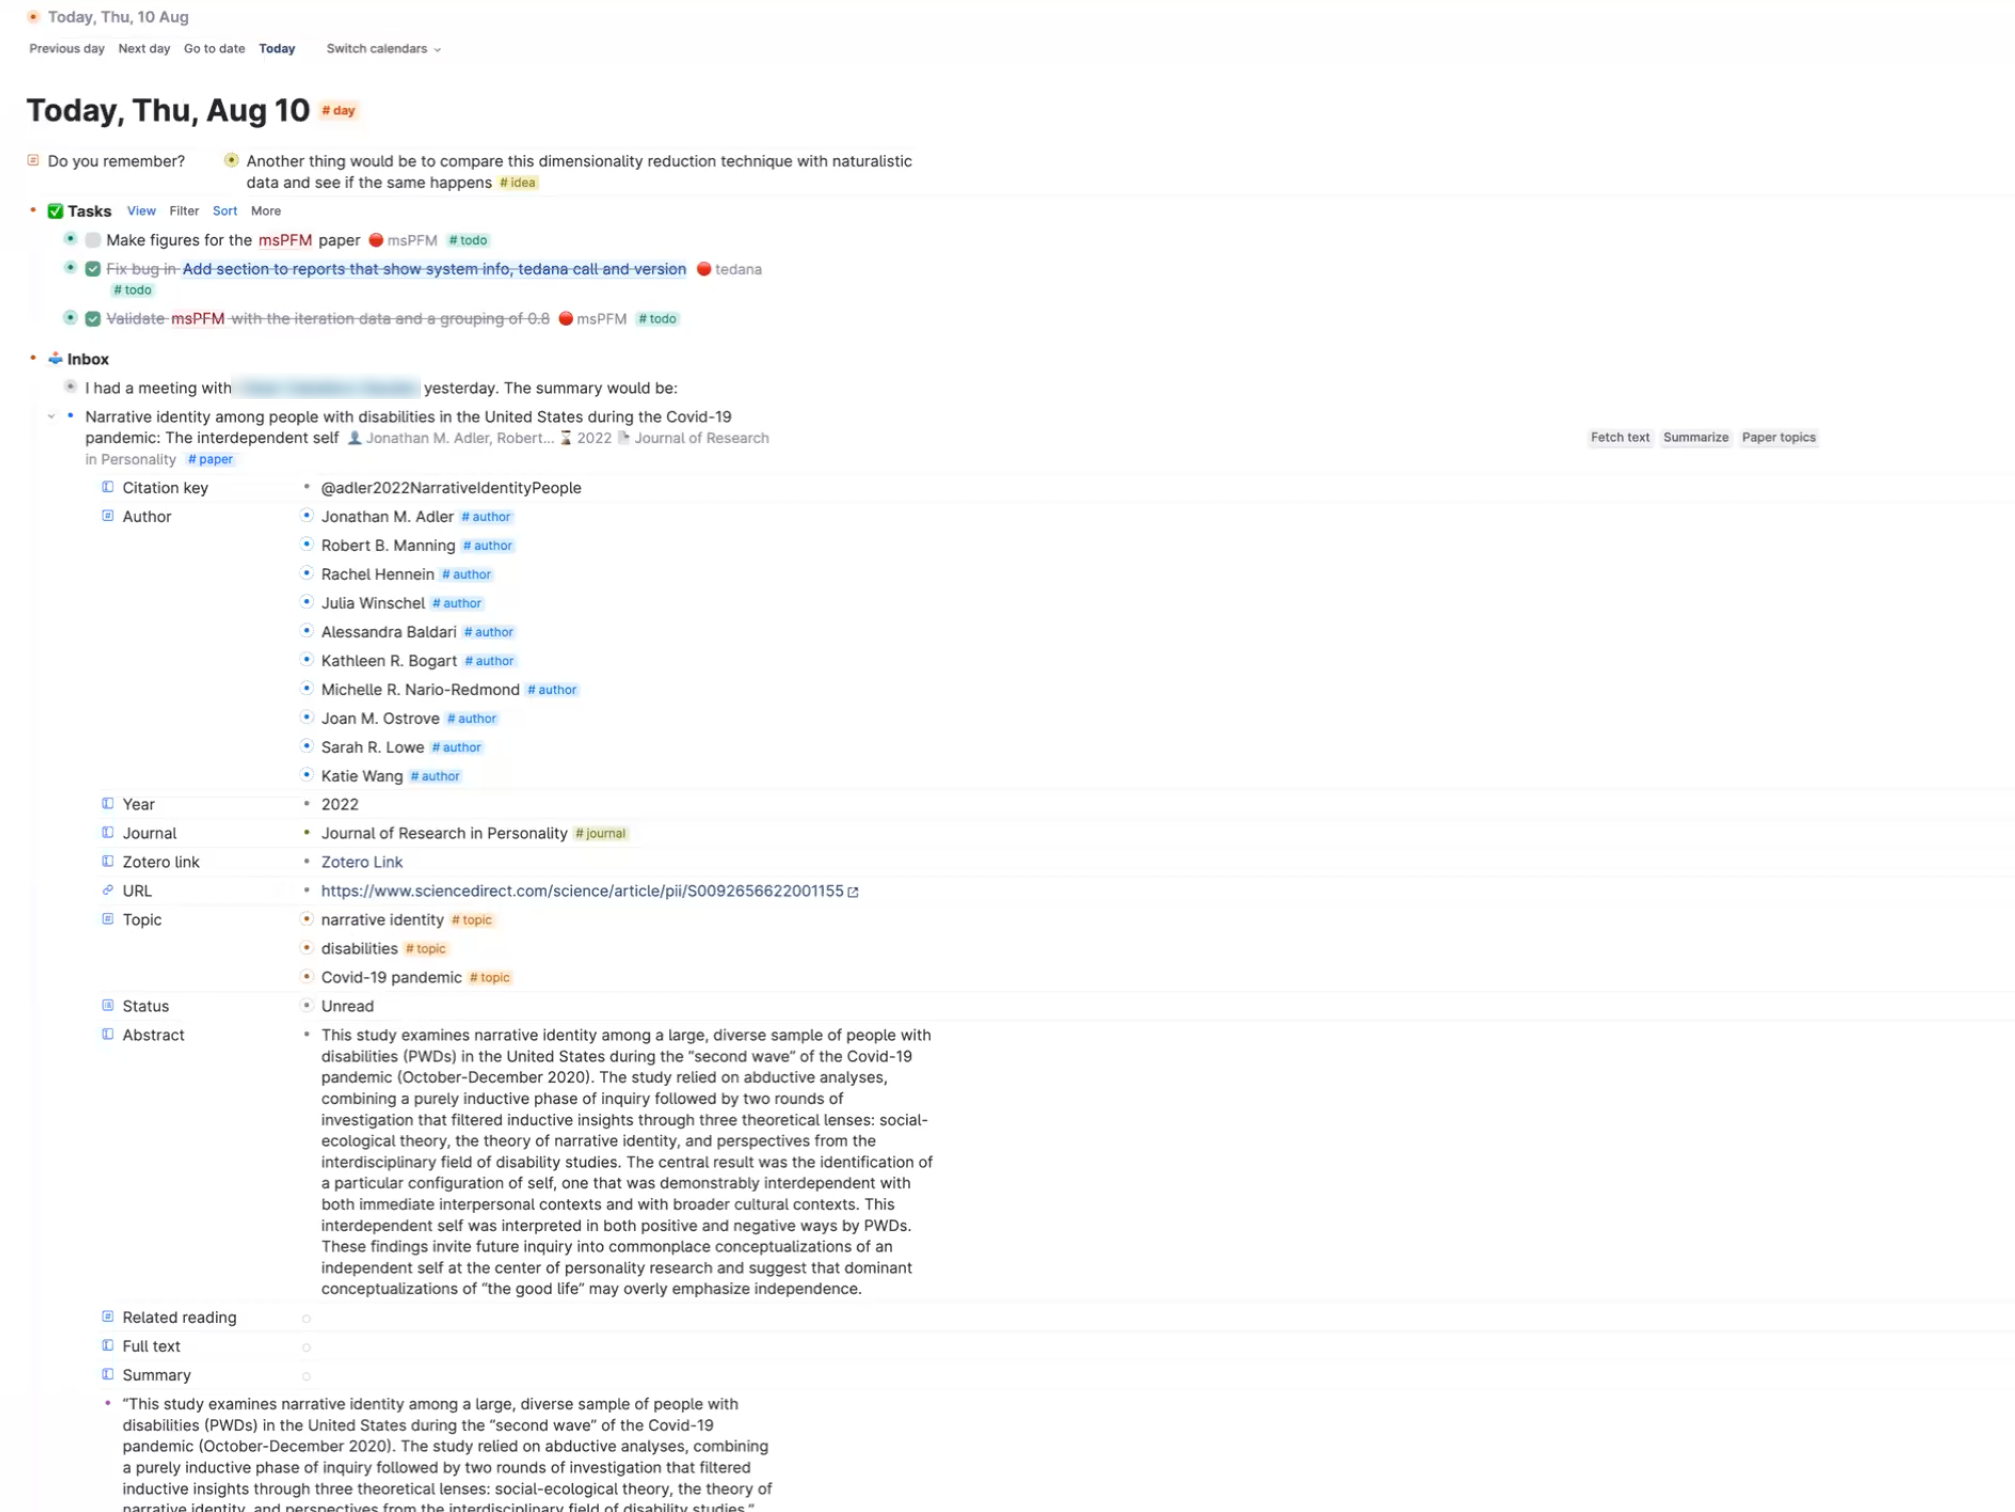 Today, Thu, 10 Aug
Previous day Next day Go to date Today Switch calendars
Today, Thu, Aug 10 # day
Do you remember? Another thing would be to compare this dimensionality reduction technique with naturalistic
data and see if the same happens # idea
Tasks View Filter Sort More
Make figures for the msPFM paper msPFM # todo
Fix bug in Add section to reports that show system info, tedana call and version tedana
# todo
Validate msPFM with the iteration data and a grouping of 0.8 msPFM # todo
Inbox
I had a meeting with yesterday. The summary would be:
Narrative identity among people with disabilities in the United States during the Covid-19
pandemic: The interdependent self Jonathan M. Adler, Robert... 2022 Journal of Research Fetch text Summarize Paper topics
in Personality # paper
Citation key @adler2022NarrativeIdentityPeople
Author Jonathan M. Adler # author
Robert B. Manning # author
Rachel Hennein # author
Julia Winschel # author
Alessandra Baldari # author
Kathleen R. Bogart # author
Michelle R. Nario-Redmond # author
Joan M. Ostrove # author
Sarah R. Lowe # author
Katie Wang # author
Year 2022
Journal Journal of Research in Personality # journal
Zotero link Zotero Link
URL https://www.sciencedirect.com/science/article/pii/S0092656622001155
Topic narrative identity # topic
disabilities # topic
Covid-19 pandemic # topic
Status Unread
Abstract This study examines narrative identity among a large, diverse sample of people with
disabilities (PWDs) in the United States during the “second wave” of the Covid-19
pandemic (October-December 2020). The study relied on abductive analyses,
combining a purely inductive phase of inquiry followed by two rounds of
investigation that filtered inductive insights through three theoretical lenses: social-
ecological theory, the theory of narrative identity, and perspectives from the
interdisciplinary field of disability studies. The central result was the identification of
a particular configuration of self, one that was demonstrably interdependent with
both immediate interpersonal contexts and with broader cultural contexts. This
interdependent self was interpreted in both positive and negative ways by PWDs.
These findings invite future inquiry into commonplace conceptualizations of an
independent self at the center of personality research and suggest that dominant
conceptualizations of “the good life” may overly emphasize independence.
Related reading
Full text
Summary
“This study examines narrative identity among a large, diverse sample of people with
disabilities (PWDs) in the United States during the “second wave” of the Covid-19
pandemic (October-December 2020). The study relied on abductive analyses, combining
a purely inductive phase of inquiry followed by two rounds of investigation that filtered
inductive insights through three theoretical lenses: social-ecological theory, the theory of
narrative identity, and perspectives from the interdisciplinary field of disability studies.”